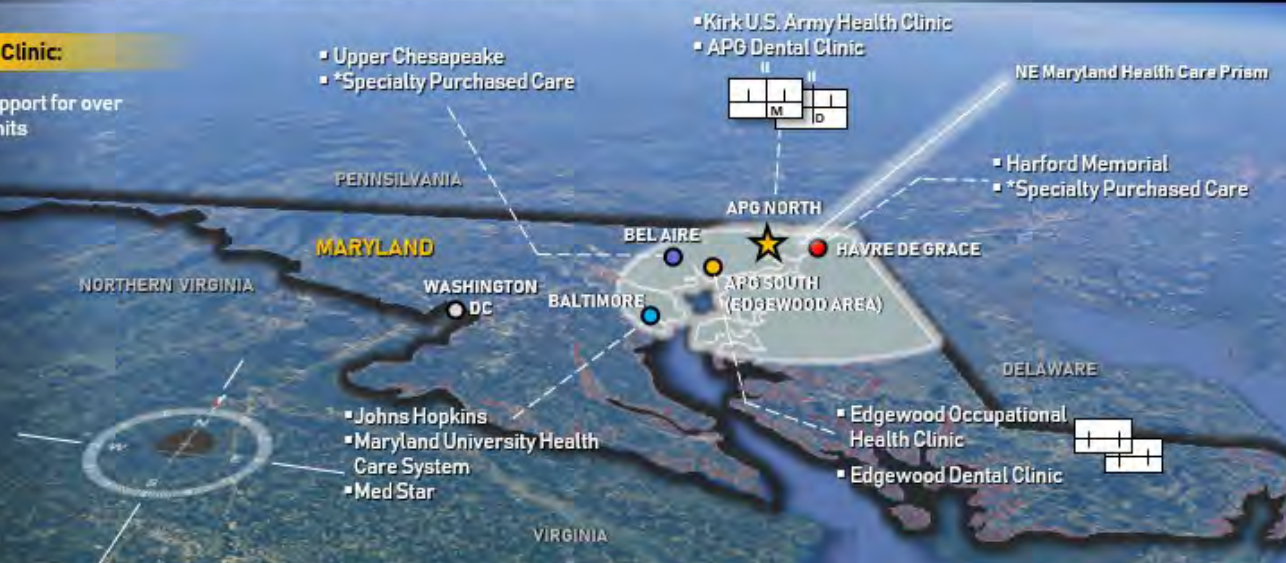 Clinic:
pport for over
nits
▪ Upper Chesapeake
▪ *Specialty Purchased Care
▪Kirk U.S. Army Health Clinic
▪ APG Dental Clinic
II II
M
D
NE Maryland Health Care Prism
▪ Harford Memorial
▪ *Specialty Purchased Care
PENNSILVANIA
APG NORTH
BEL AIRE
HAVRE DE GRACE
MARYLAND
NORTHERN VIRGINIA
WASHINGTON
DC
BALTIMORE
APG SOUTH
(EDGEWOOD AREA)
DELAWARE
▪Johns Hopkins
▪Maryland University Health
Care System
▪Med Star
▪ Edgewood Occupational
Health Clinic
▪ Edgewood Dental Clinic
VIRGINIA
N
W
S